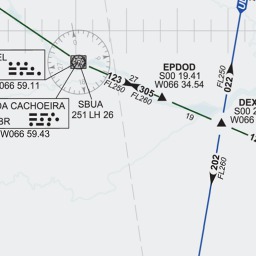 EL
066 59.11
DA CACHOEIRA
BR
W066 59.43
SBUA
251 LH 26
123
FL250
27
305
FL260
EPDOD
S00 19.41
W066 34.54
19
022
FL250
202
FL260
DEX
S00 2
W066
12